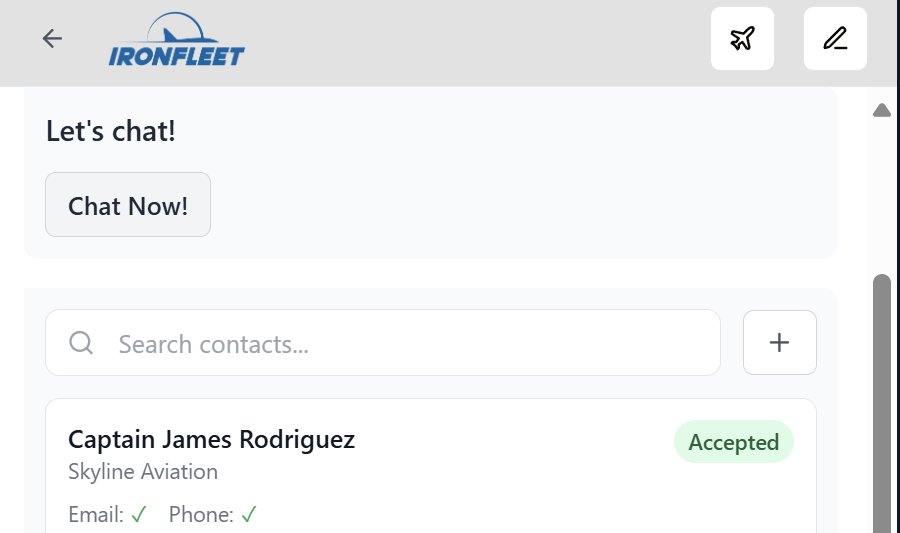 IRONFLEET
Let's chat!
Chat Now!
Search contacts...
Captain James Rodriguez
Accepted
Skyline Aviation
Email: ✓ Phone: ✓